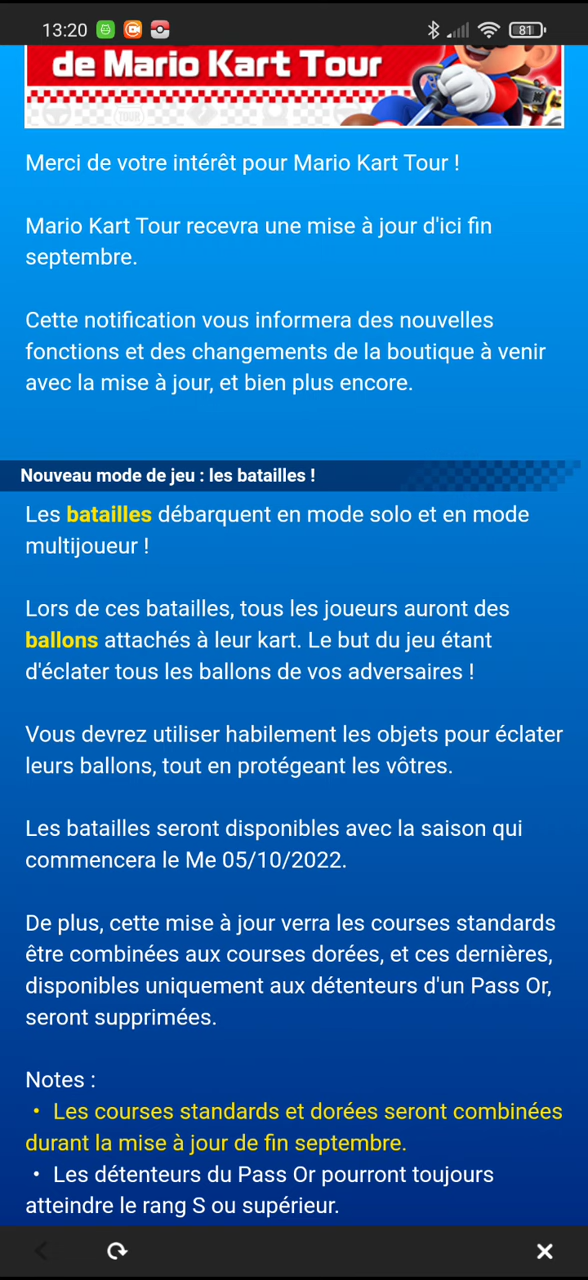 13:20
81
de Mario Kart Tour
TOUR
Merci de votre intérêt pour Mario Kart Tour !
Mario Kart Tour recevra une mise à jour d'ici fin
septembre.
Cette notification vous informera des nouvelles
fonctions et des changements de la boutique à venir
avec la mise à jour, et bien plus encore.
Nouveau mode de jeu : les batailles !
Les batailles débarquent en mode solo et en mode
multijoueur !
Lors de ces batailles, tous les joueurs auront des
ballons attachés à leur kart. Le but du jeu étant
d'éclater tous les ballons de vos adversaires !
Vous devrez utiliser habilement les objets pour éclater
leurs ballons, tout en protégeant les vôtres.
Les batailles seront disponibles avec la saison qui
commencera le Me 05/10/2022.
De plus, cette mise à jour verra les courses standards
être combinées aux courses dorées, et ces dernières,
disponibles uniquement aux détenteurs d'un Pass Or,
seront supprimées.
Notes :
・ Les courses standards et dorées seront combinées
durant la mise à jour de fin septembre.
・ Les détenteurs du Pass Or pourront toujours
atteindre le rang S ou supérieur.